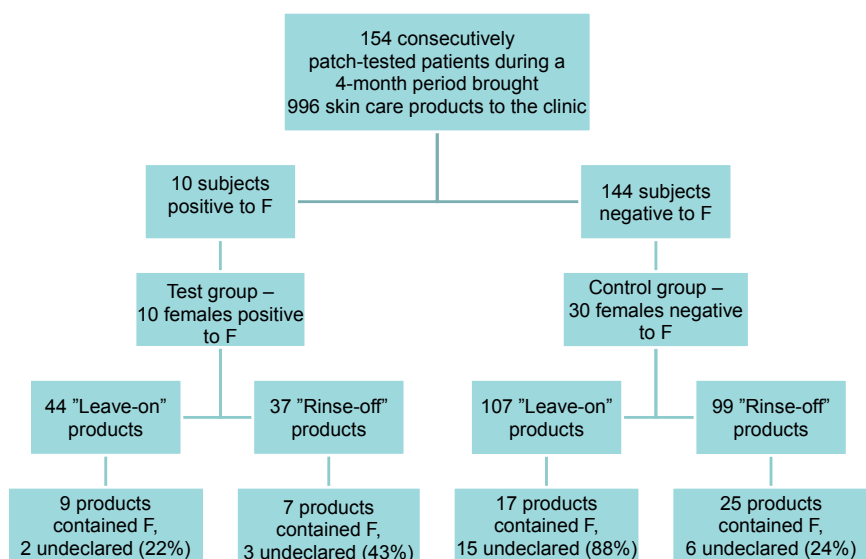 154 consecutively
patch-tested patients during a
4-month period brought
996 skin care products to the clinic
10 subjects
positive to F
144 subjects
negative to F
Test group –
10 females positive
to F
Control group –
30 females negative
to F
44 ”Leave-on”
products
37 ”Rinse-off”
products
107 ”Leave-on”
products
99 ”Rinse-off”
products
9 products
contained F,
2 undeclared (22%)
7 products
contained F,
3 undeclared (43%)
17 products
contained F,
15 undeclared (88%)
25 products
contained F,
6 undeclared (24%)